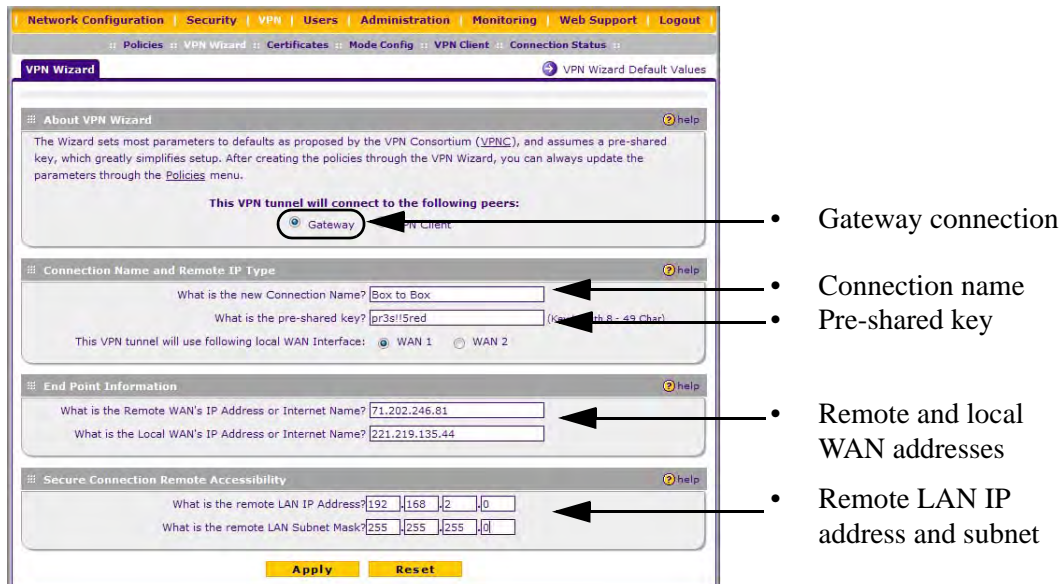 Network Configuration | Security | VPN | Users | Administration | Monitoring | Web Support | Logout |
:: Policies :: VPN Wizard :: Certificates :: Mode Config :: VPN Client :: Connection Status ::
VPN Wizard
VPN Wizard Default Values
About VPN Wizard
help
The Wizard sets most parameters to defaults as proposed by the VPN Consortium (VPNC), and assumes a pre-shared
key, which greatly simplifies setup. After creating the policies through the VPN Wizard, you can always update the
parameters through the Policies menu.
This VPN tunnel will connect to the following peers:
Gateway
Client
• Gateway connection
Connection Name and Remote IP Type
help
What is the new Connection Name? Box to Box
• Connection name
What is the pre-shared key? pr3s!!5red
8 - 49 Char)
• Pre-shared key
This VPN tunnel will use following local WAN Interface: WAN 1 WAN 2
End Point Information
help
What is the Remote WAN's IP Address or Internet Name? 71.202.246.81
What is the Local WAN's IP Address or Internet Name? 221.219.135.44
• Remote and local
WAN addresses
Secure Connection Remote Accessibility
help
What is the remote LAN IP Address? 192 .168 .2 .0
What is the remote LAN Subnet Mask? 255 .255 .255 .0
• Remote LAN IP
address and subnet
Apply
Reset